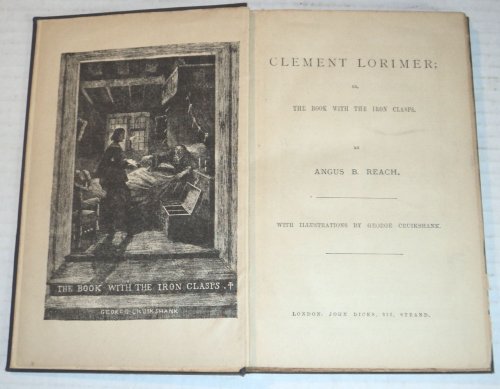 THE BOOK WITH THE IRON CLASPS.
GEORGE CRUIKSHANK
CLEMENT LORIMER;
OR,
THE BOOK WITH THE IRON CLASPS.
BY
ANGUS B. REACH.
WITH ILLUSTRATIONS BY GEORGE CRUIKSHANK.
LONDON: JOHN DICKS, 313, STRAND.